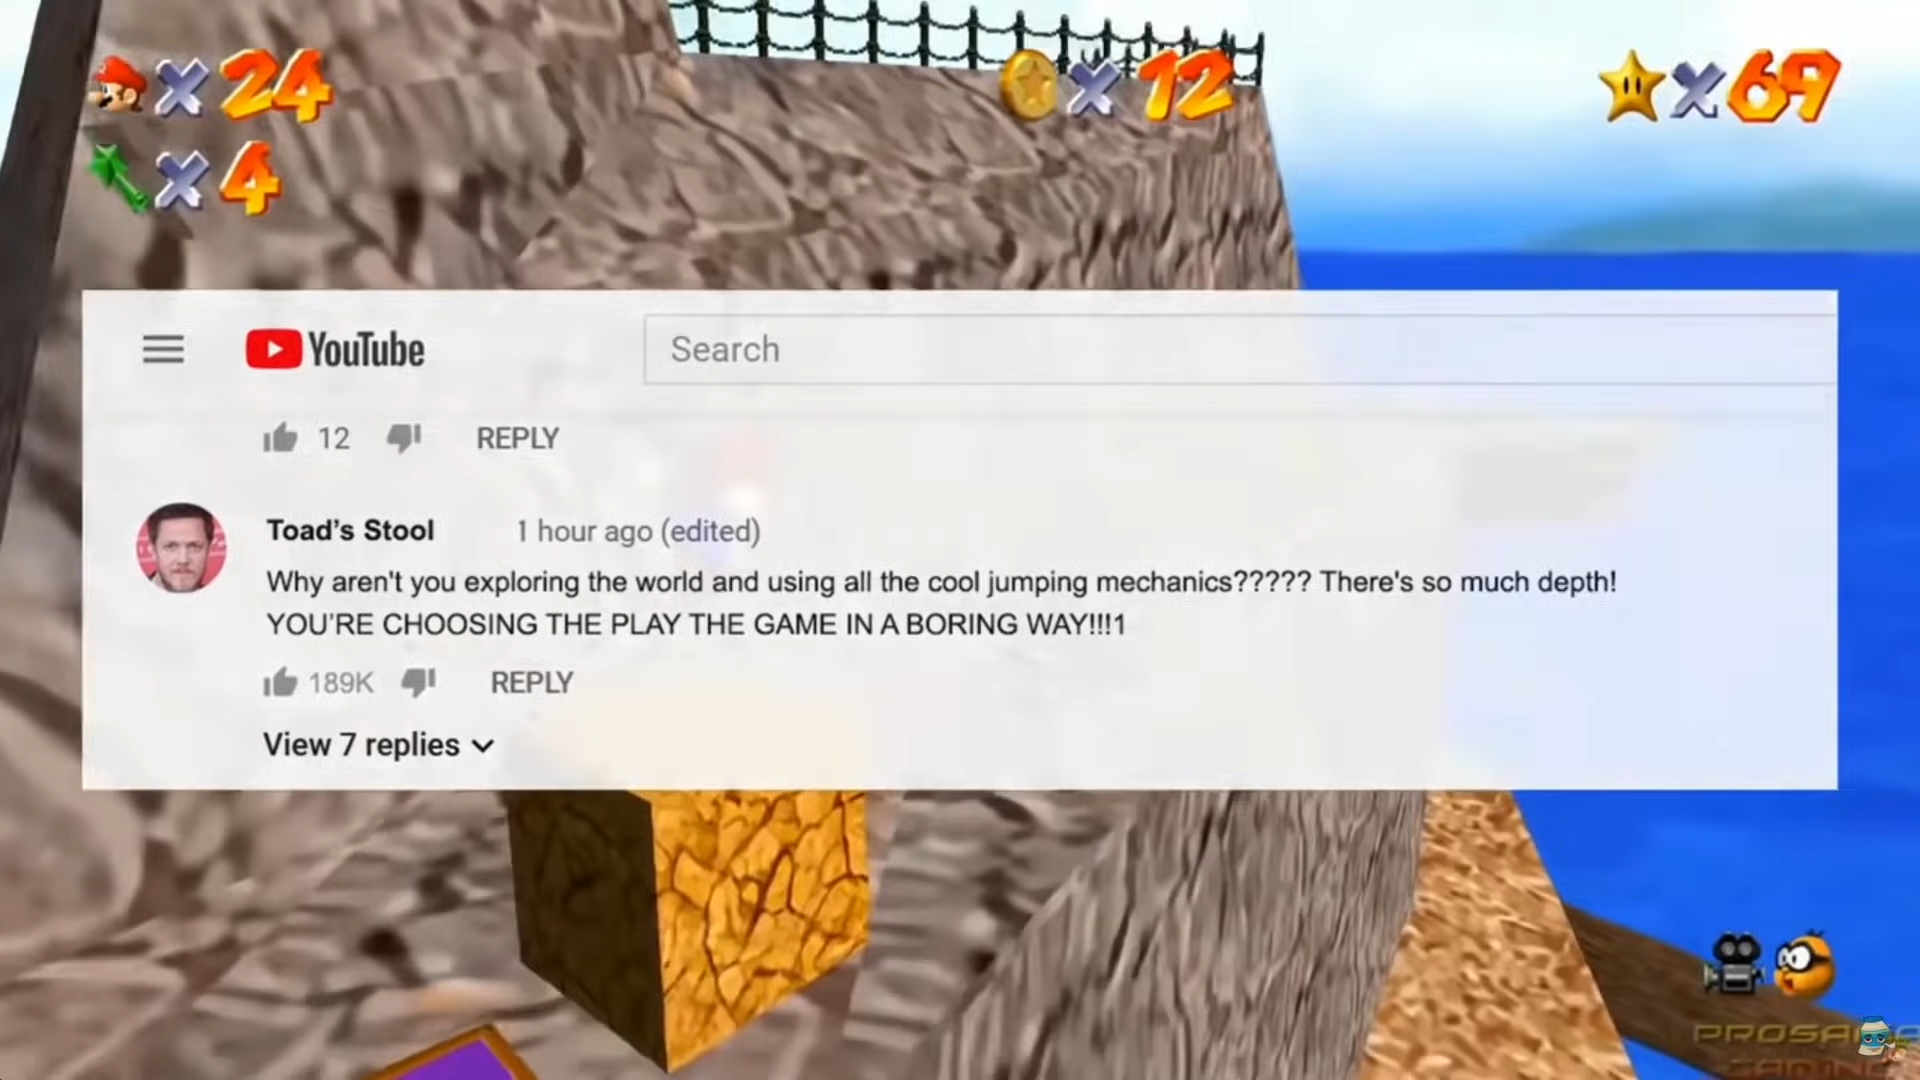 x 24
x 12
x 69
x 4
YouTube
Search
12 REPLY
Toad's Stool 1 hour ago (edited)
Why aren't you exploring the world and using all the cool jumping mechanics????? There's so much depth!
YOU'RE CHOOSING THE PLAY THE GAME IN A BORING WAY!!!1
189K REPLY
View 7 replies
GAMING